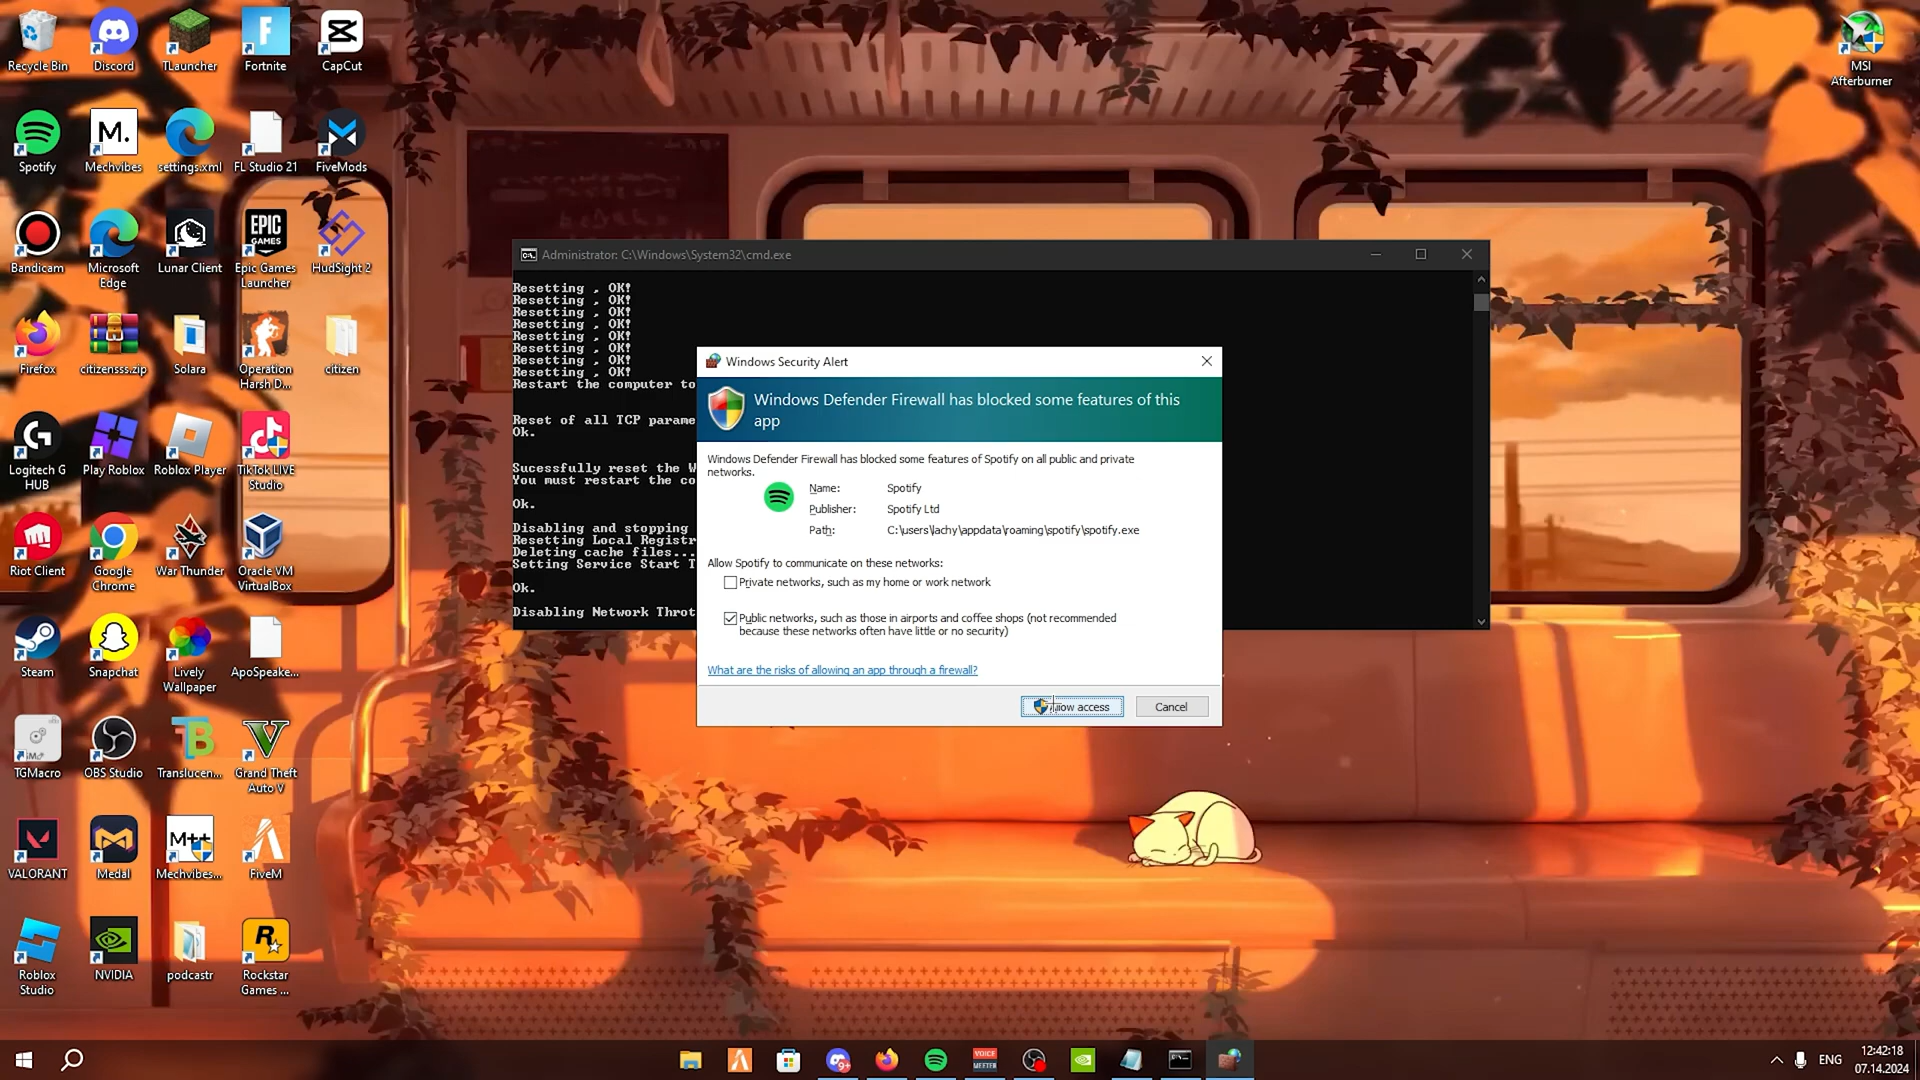 Recycle Bin
Discord
TLauncher
Fortnite
CapCut
MSI
Afterburner
Spotify
M.
Mechvibes
settings.xml
FL Studio 21
FiveMods
Bandicam
Microsoft
Edge
Lunar Client
EPIC
GAMES
Epic Games
Launcher
HudSight 2
Firefox
citizensss.zip
Solara
Operation
Harsh D...
citizen
Logitech G
HUB
Play Roblox
Roblox Player
TikTok LIVE
Studio
Riot Client
Google
Chrome
War Thunder
Oracle VM
VirtualBox
Steam
Snapchat
Lively
Wallpaper
ApoSpeake...
TGMacro
OBS Studio
Translucen...
Grand Theft
Auto V
VALORANT
Medal
M++
Mechvibes...
FiveM
Roblox
Studio
NVIDIA
podcastr
Rockstar
Games ...
Administrator: C:\Windows\System32\cmd.exe
Resetting , OK!
Resetting , OK!
Resetting , OK!
Resetting , OK!
Resetting , OK!
Resetting , OK!
Resetting , OK!
Resetting , OK!
Restart the computer to
Reset of all TCP parame
Ok.
Sucessfully reset the W
You must restart the co
Ok.
Disabling and stopping
Resetting Local Registr
Deleting cache files...
Setting Service Start T
Ok.
Disabling Network Throt
Windows Security Alert
Windows Defender Firewall has blocked some features of this
app
Windows Defender Firewall has blocked some features of Spotify on all public and private
networks.
Name: Spotify
Publisher: Spotify Ltd
Path: C:\users\lachy\appdata\roaming\spotify\spotify.exe
Allow Spotify to communicate on these networks:
Private networks, such as my home or work network
Public networks, such as those in airports and coffee shops (not recommended
because these networks often have little or no security)
What are the risks of allowing an app through a firewall?
access
Cancel
9+
VOICE
MEETER
ENG
12:42:18
07.14.2024